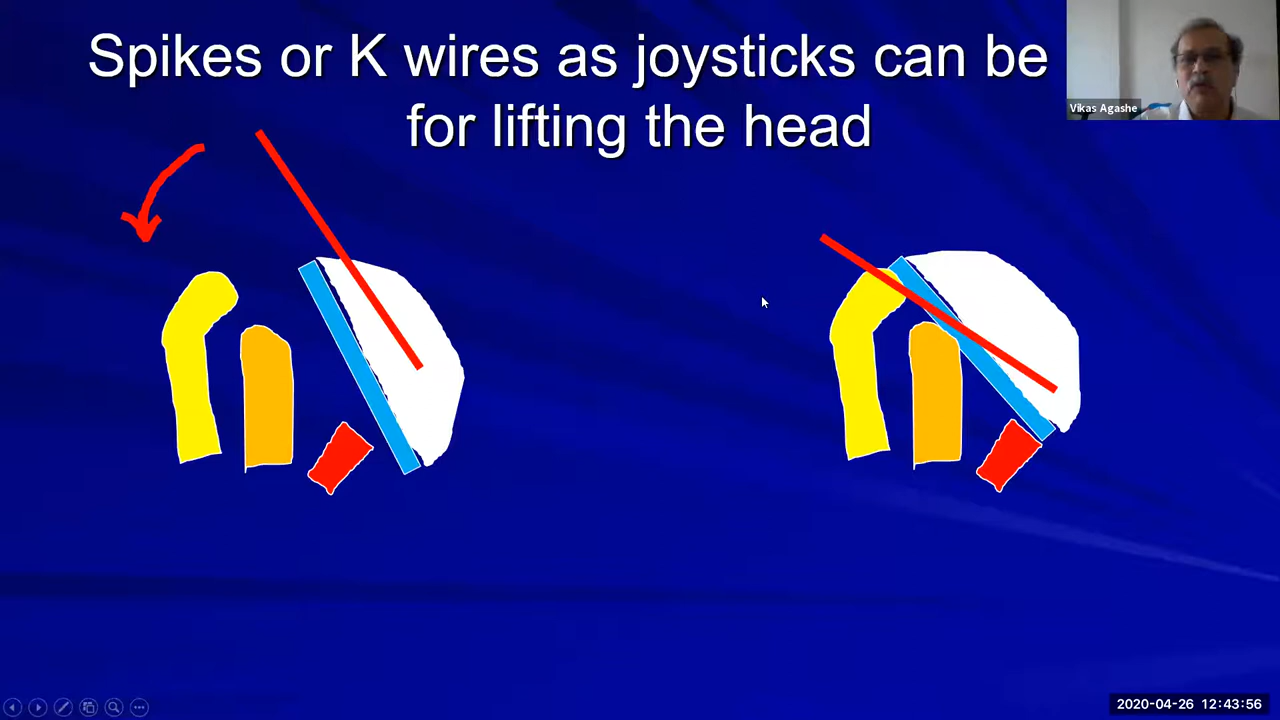 Spikes or K wires as joysticks can be
for lifting the head
Vikas Agashe
2020-04-26 12:43:56